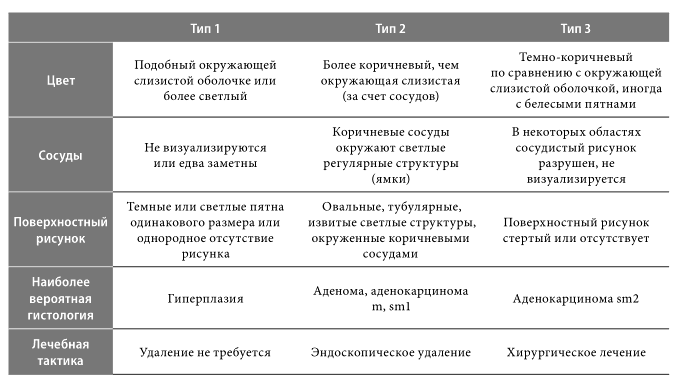 Тип 1
Тип 2
Тип 3
Цвет
Подобный окружающей
слизистой оболочке или
более светлый
Более коричневый, чем
окружающая слизистая
(за счет сосудов)
Темно-коричневый
по сравнению с окружающей
слизистой оболочкой, иногда
с белесыми пятнами
Сосуды
Не визуализируются
или едва заметны
Коричневые сосуды
окружают светлые
регулярные структуры
(ямки)
В некоторых областях
сосудистый рисунок
разрушен, не
визуализируется
Поверхностный
рисунок
Темные или светлые пятна
одинакового размера или
однородное отсутствие
рисунка
Овальные, тубулярные,
извитые светлые структуры,
окруженные коричневыми
сосудами
Поверхностный рисунок
стертый или отсутствует
Наиболее
вероятная
гистология
Гиперплазия
Аденома, аденокарцинома
m, sm1
Аденокарцинома sm2
Лечебная
тактика
Удаление не требуется
Эндоскопическое удаление
Хирургическое лечение